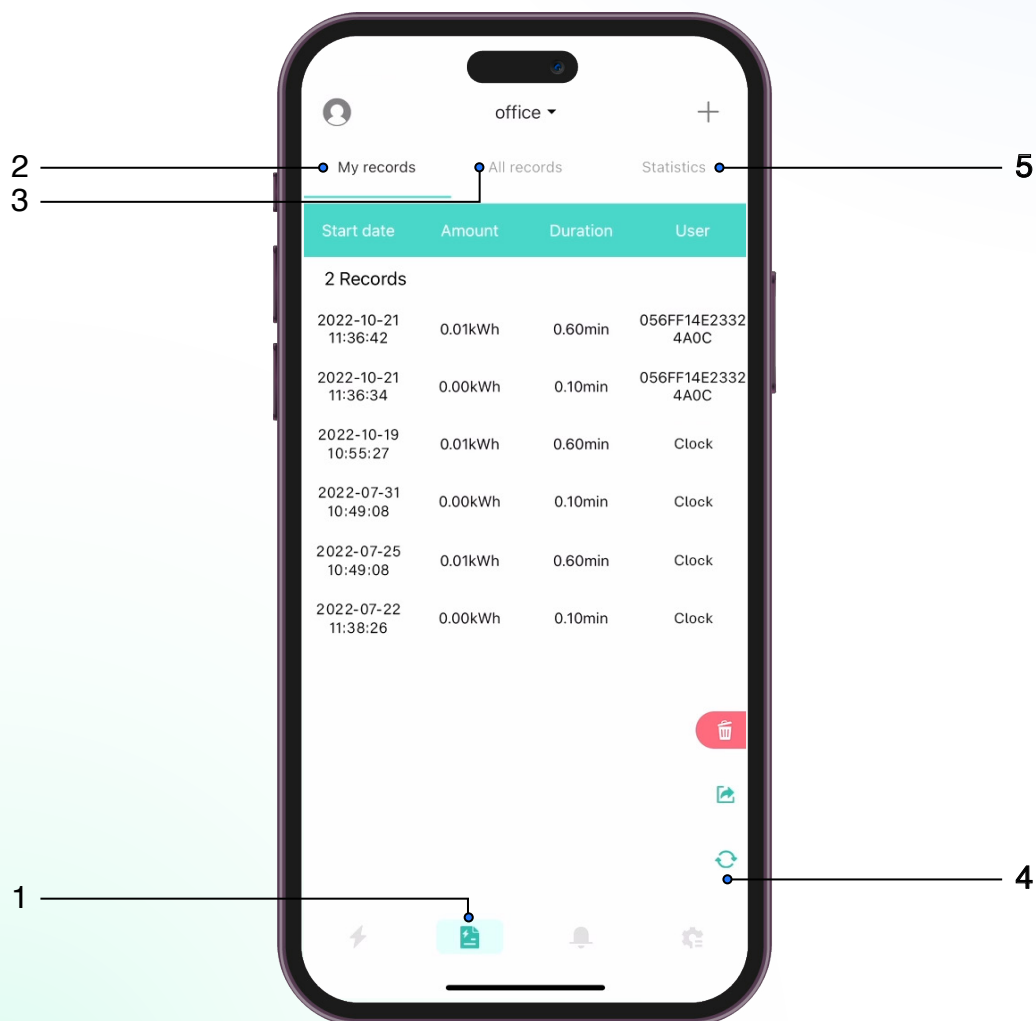 office
2
My records
All records
Statistics
5
3
Start date Amount Duration User
2 Records
2022-10-21
11:36:42
0.01kWh
0.60min
056FF14E2332
4A0C
2022-10-21
11:36:34
0.00kWh
0.10min
056FF14E2332
4A0C
2022-10-19
10:55:27
0.01kWh
0.60min
Clock
2022-07-31
10:49:08
0.00kWh
0.10min
Clock
2022-07-25
10:49:08
0.01kWh
0.60min
Clock
2022-07-22
11:38:26
0.00kWh
0.10min
Clock
4
1